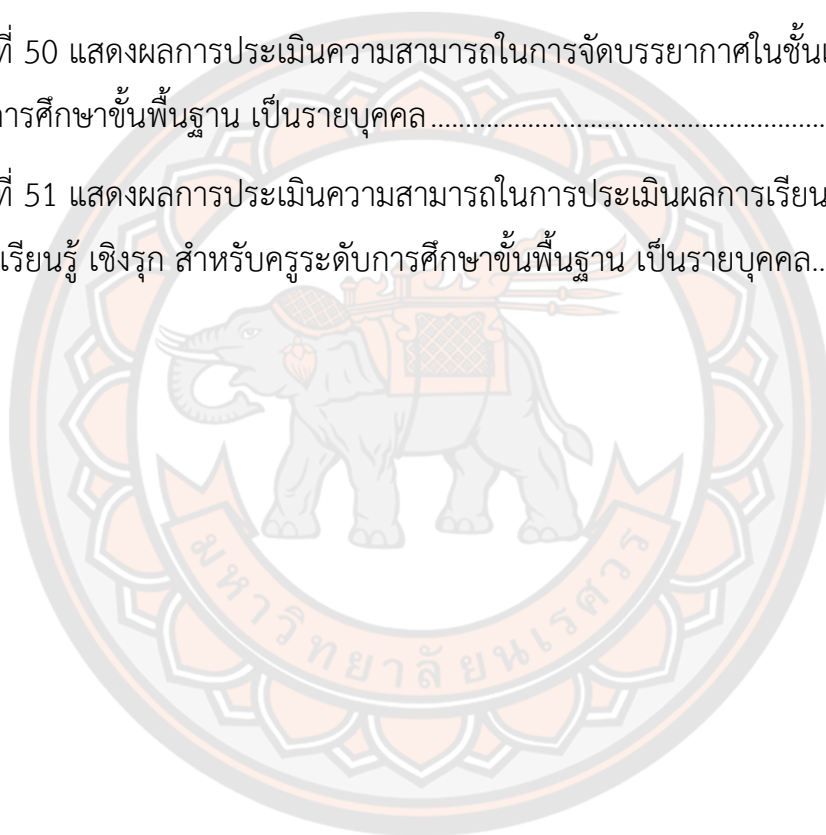 ที่ 50 แสดงผลการประเมินความสามารถในการจัดบรรยากาศในชั้นเ
การศึกษาขั้นพื้นฐาน เป็นรายบุคคล
ที่ 51 แสดงผลการประเมินความสามารถในการประเมินผลการเรียน
เรียนรู้ เชิงรุก สำหรับครูระดับการศึกษาขั้นพื้นฐาน เป็นรายบุคคล..
มหาวิทยาลัยนเรศวร